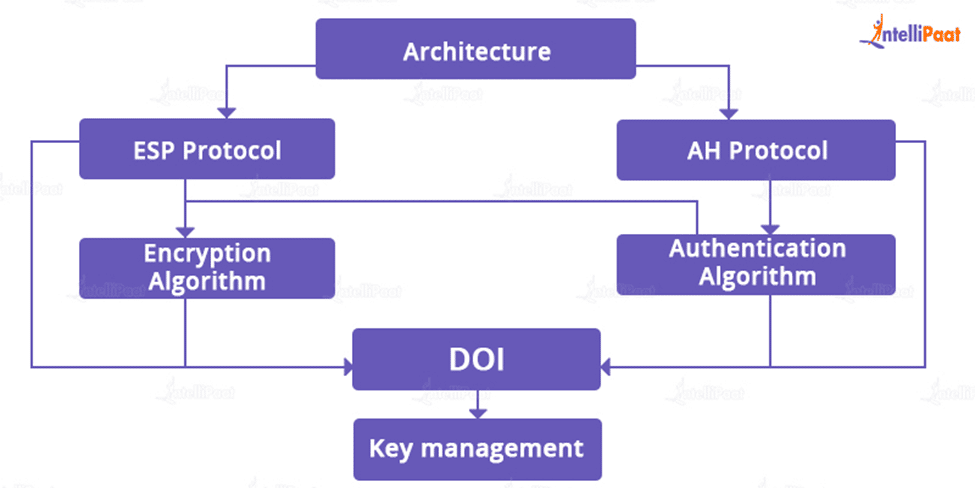 Architecture
IntelliPaat
ESP Protocol
AH Protocol
Encryption
Algorithm
Authentication
Algorithm
DOI
Key management